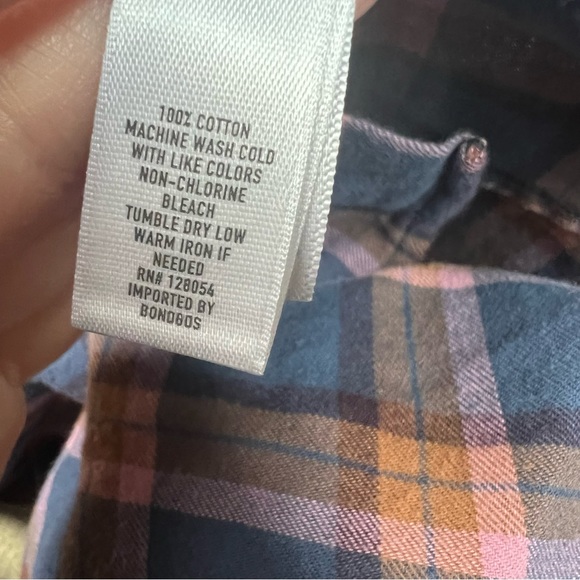 100% COTTON
MACHINE WASH COLD
WITH LIKE COLORS
NON-CHLORINE
BLEACH
TUMBLE DRY LOW
WARM IRON IF
NEEDED
RN# 128054
IMPORTED BY
BONOBOS